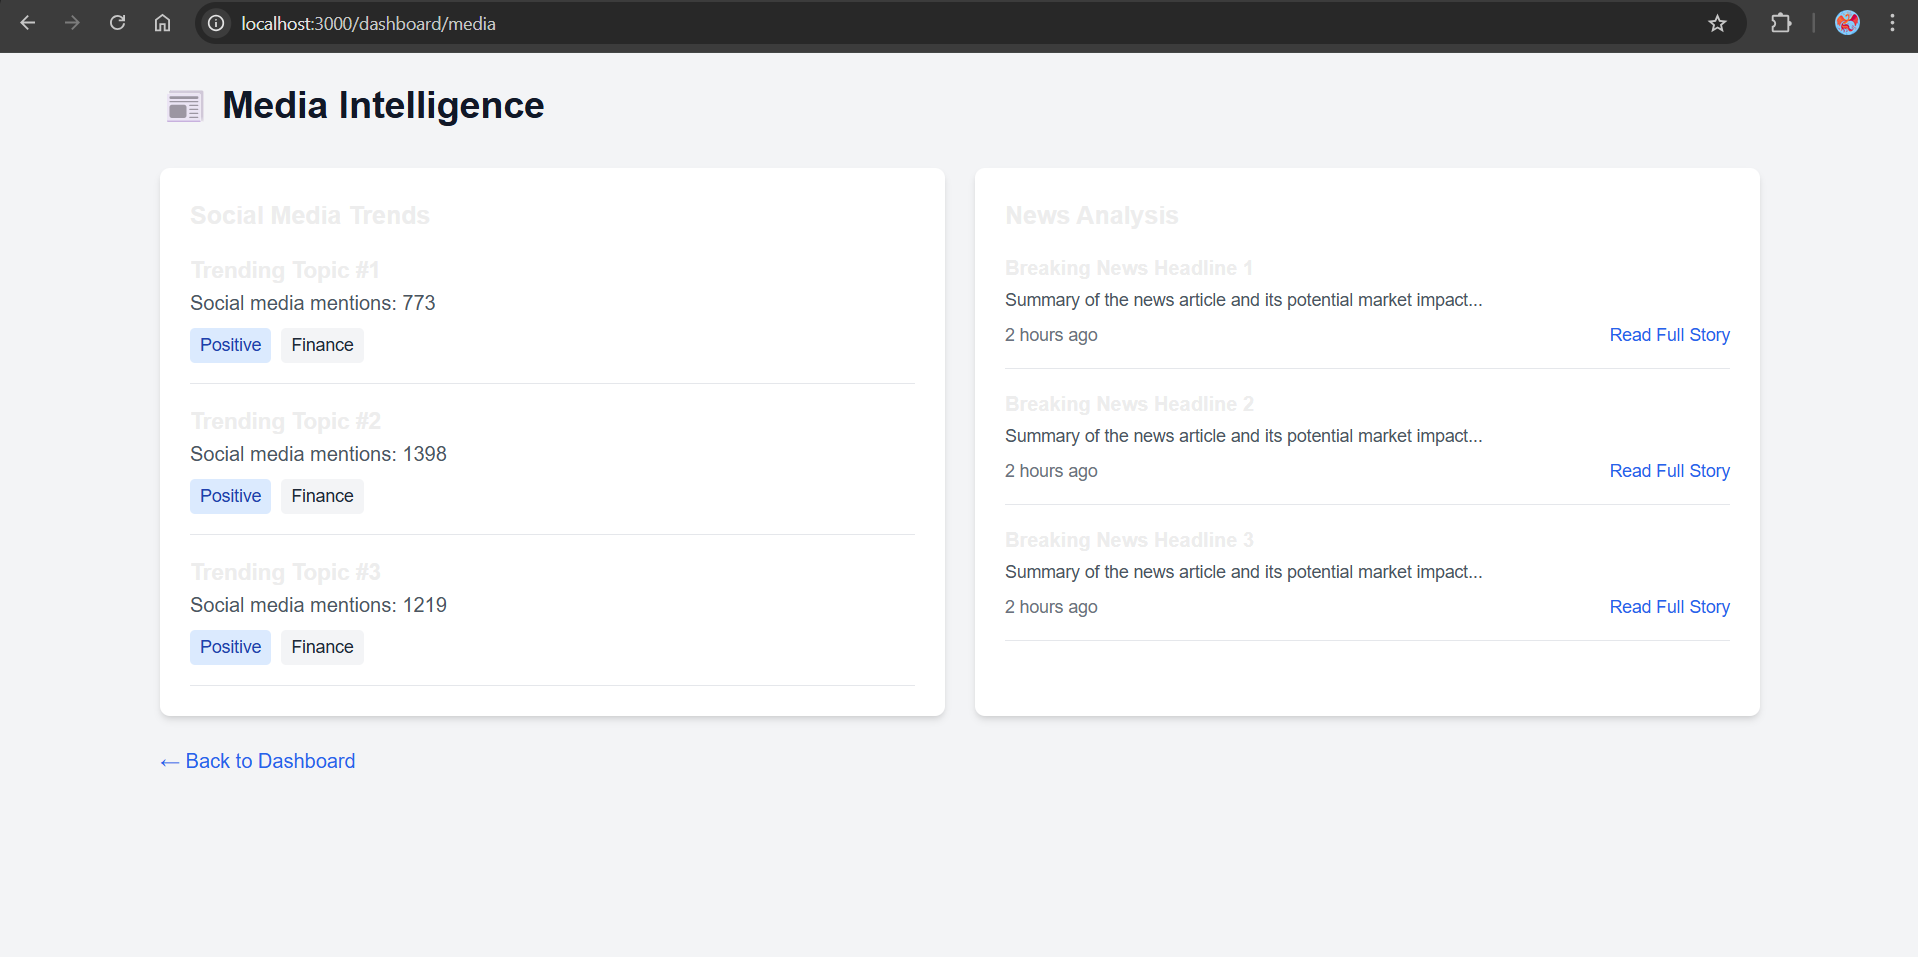 localhost:3000/dashboard/media
Media Intelligence
Social Media Trends
Trending Topic #1
Social media mentions: 773
Positive Finance
Trending Topic #2
Social media mentions: 1398
Positive Finance
Trending Topic #3
Social media mentions: 1219
Positive Finance
News Analysis
Breaking News Headline 1
Summary of the news article and its potential market impact...
2 hours ago Read Full Story
Breaking News Headline 2
Summary of the news article and its potential market impact...
2 hours ago Read Full Story
Breaking News Headline 3
Summary of the news article and its potential market impact...
2 hours ago Read Full Story
← Back to Dashboard